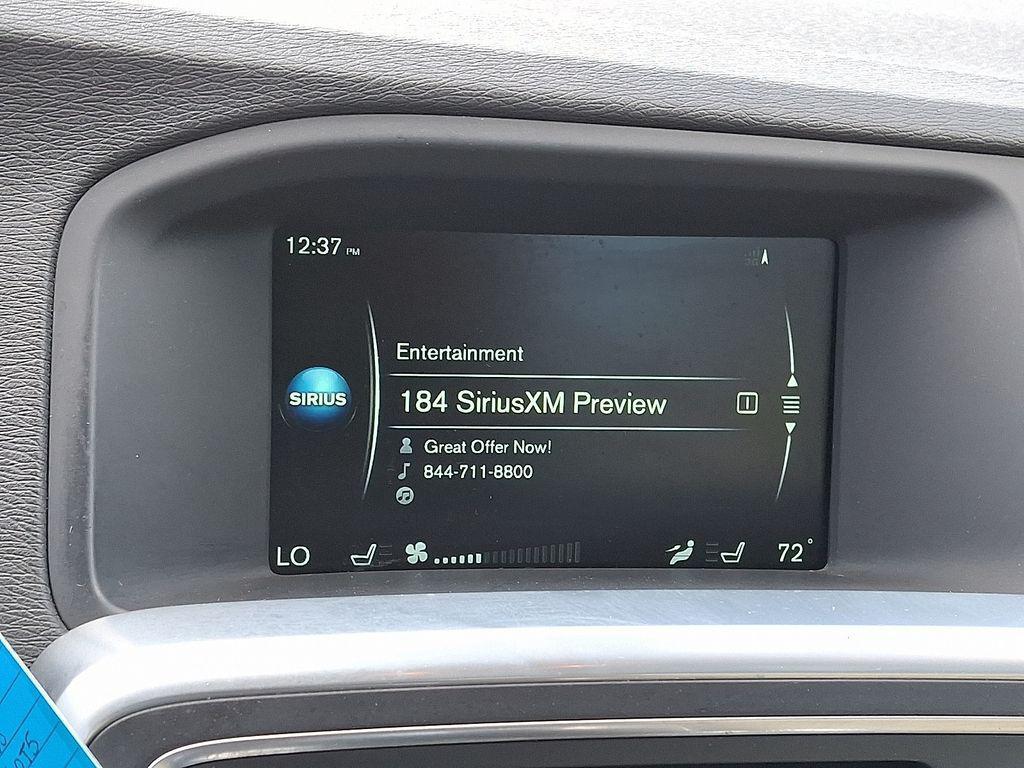 12:37 PM
Entertainment
SIRIUS
184 SiriusXM Preview
Great Offer Now!
844-711-8800
LO
72°